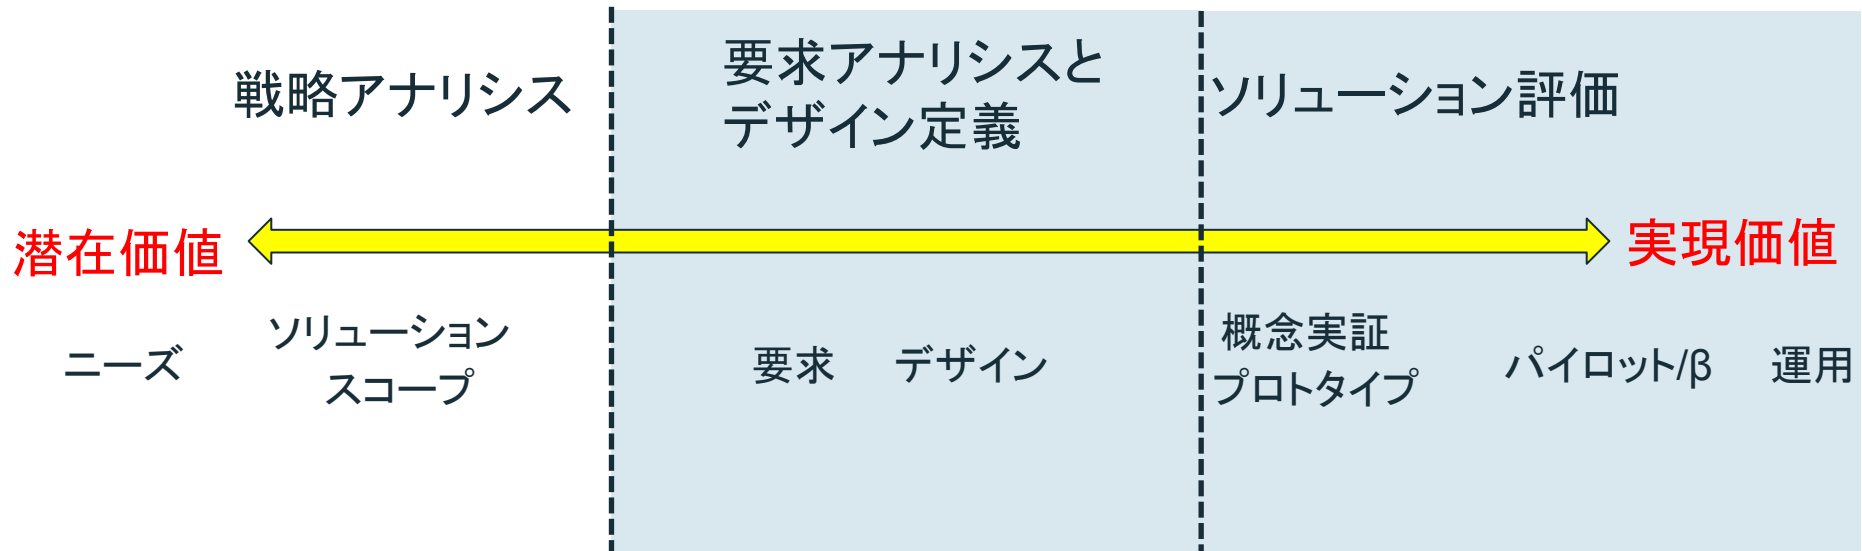 戦略アナリシス
要求アナリシスと
デザイン定義
ソリューション評価
潜在価値
実現価値
ニーズ
ソリューション
スコープ
要求
デザイン
概念実証
プロトタイプ
パイロット/β
運用